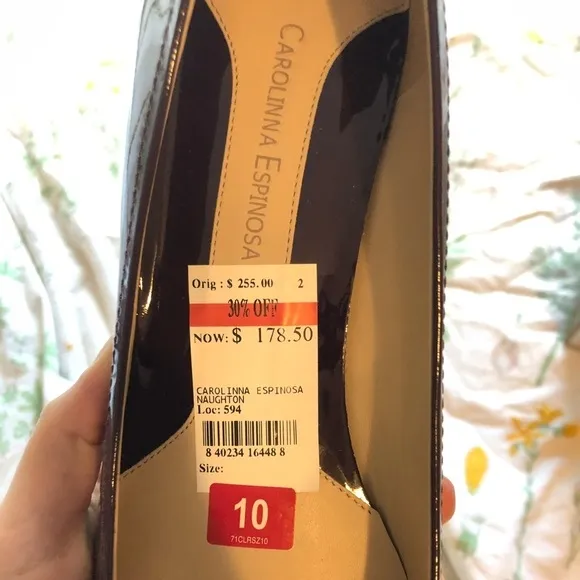 CAROLINNA ESPINOSA
Orig : $ 255.00 2
30% OFF
NOW: $ 178.50
CAROLINNA ESPINOSA
NAUGHTON
Loc: 594
8 40234 16448 8
Size:
10
71CLRSZ10